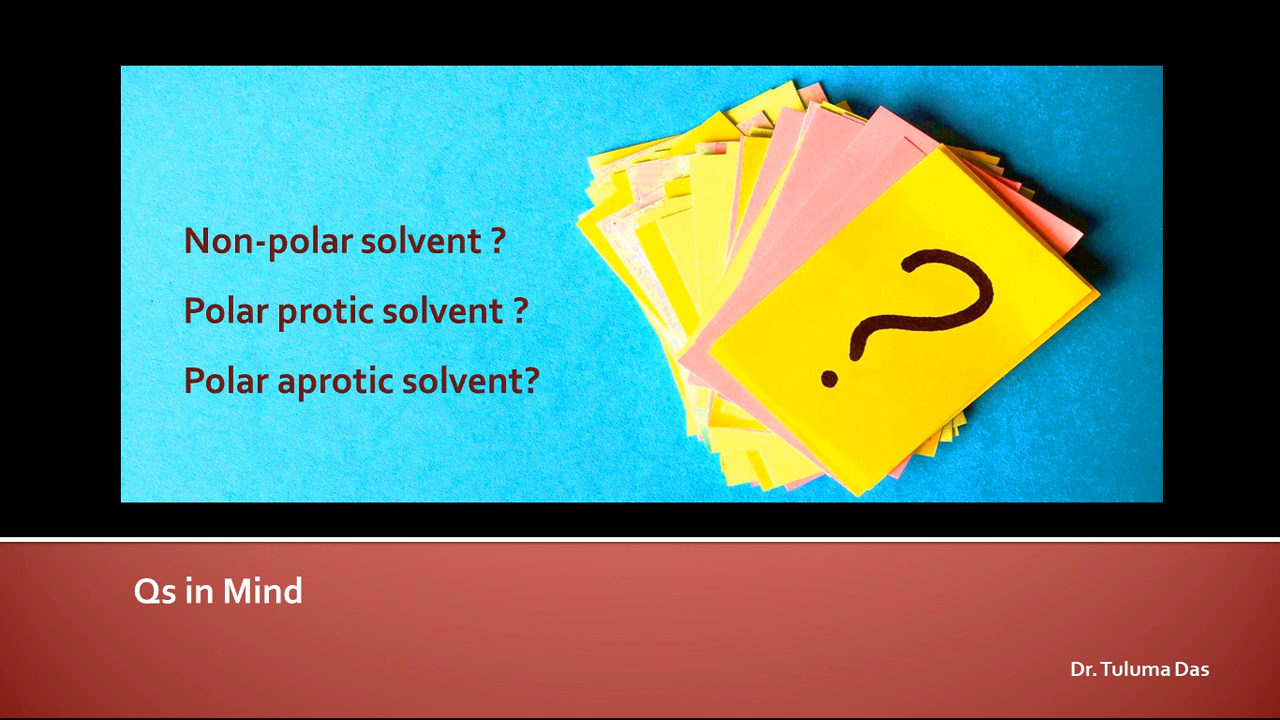 Non-polar solvent ?
Polar protic solvent ?
Polar aprotic solvent?
?
Qs in Mind
Dr. Tuluma Das